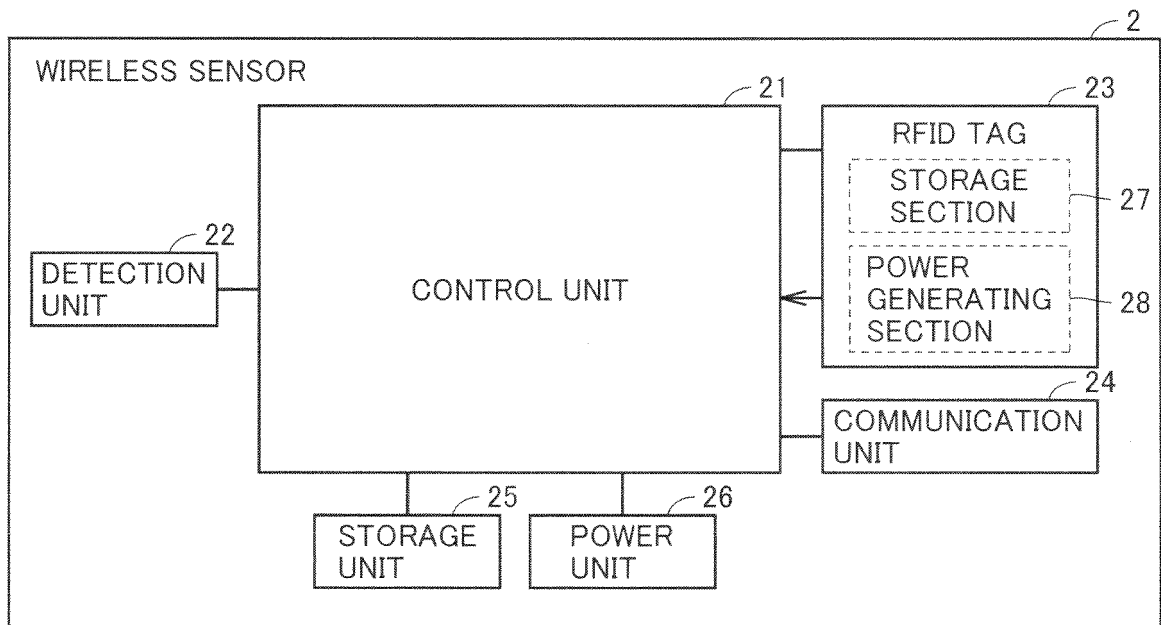 2
WIRELESS SENSOR
21
23
RFID TAG
STORAGE
SECTION
27
22
DETECTION
UNIT
CONTROL UNIT
POWER
GENERATING
SECTION
28
24
COMMUNICATION
UNIT
25
STORAGE
UNIT
26
POWER
UNIT